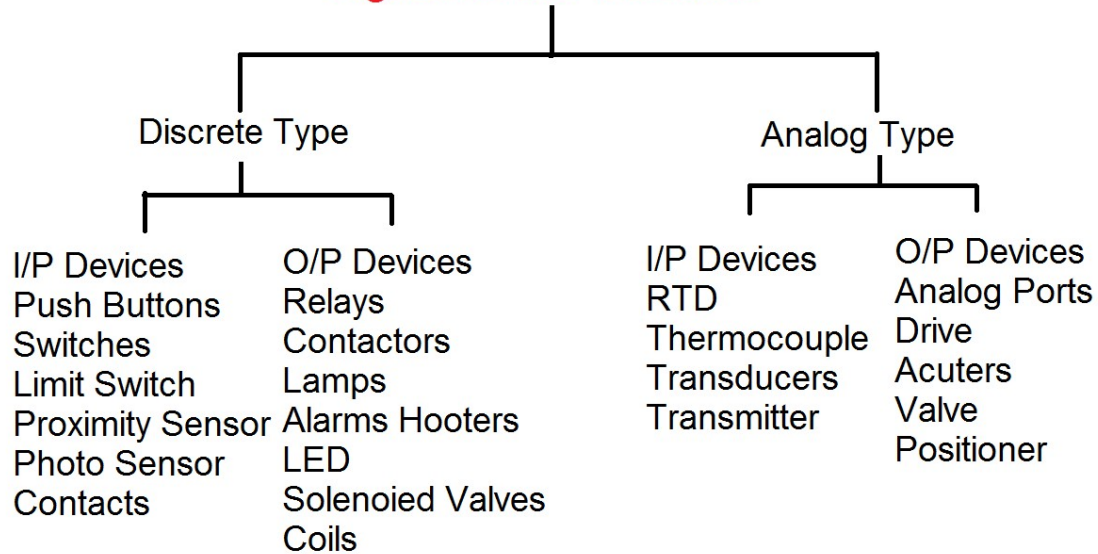 Discrete Type
Analog Type
I/P Devices
Push Buttons
Switches
Limit Switch
Proximity Sensor
Photo Sensor
Contacts
O/P Devices
Relays
Contactors
Lamps
Alarms Hooters
LED
Solenoied Valves
Coils
I/P Devices
RTD
Thermocouple
Transducers
Transmitter
O/P Devices
Analog Ports
Drive
Acuters
Valve
Positioner